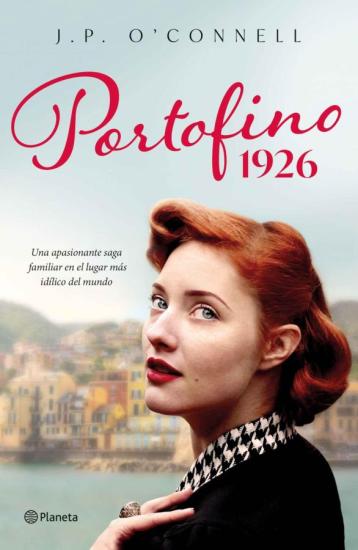 J. P. O’CONNELL
Portofino
1926
Una apasionante saga
familiar en el lugar más
idílico del mundo
Planeta